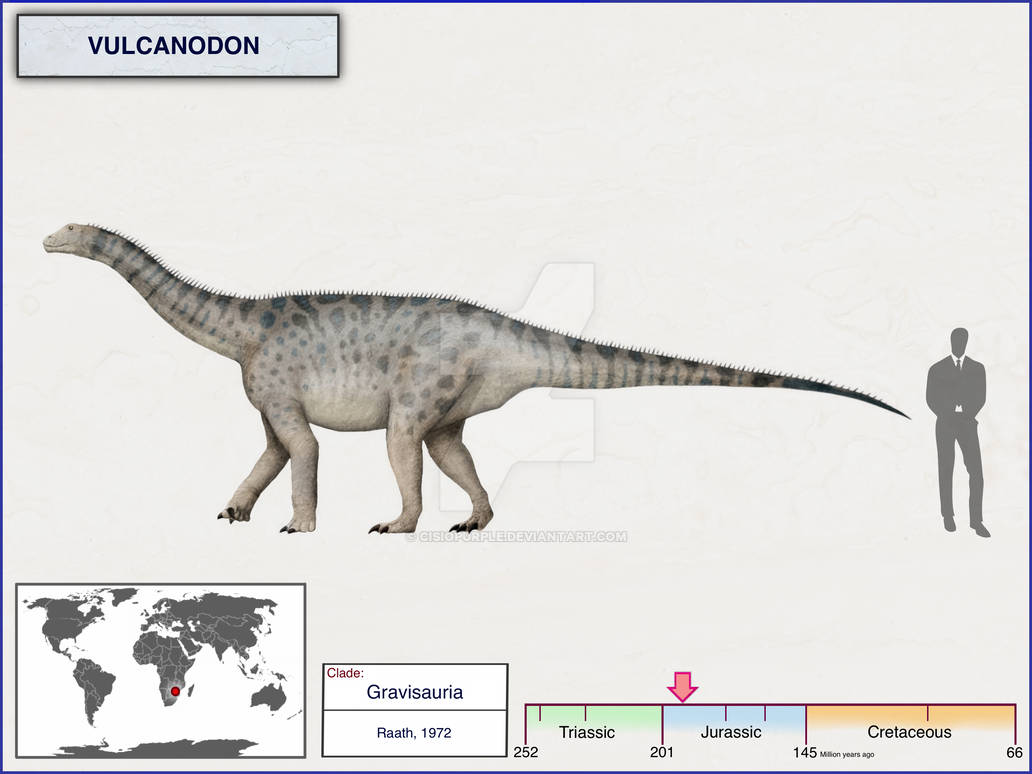 VULCANODON
© CISIOPURPLE.DEVIANTART.COM
Clade:
Gravisauria
Raath, 1972
Triassic
Jurassic
Cretaceous
252
201
145 Million years ago
66